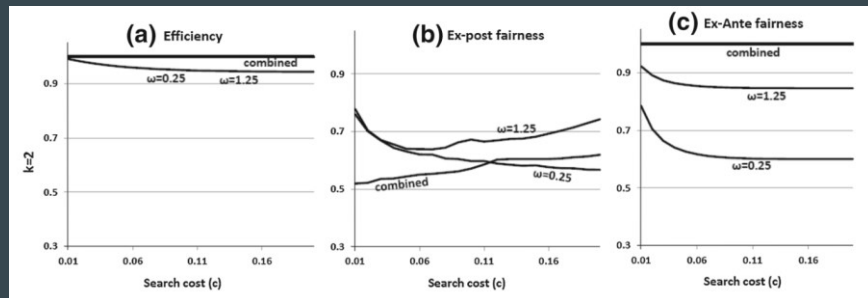 (a) Efficiency
k=2
0.9
0.7
0.5
0.3
combined
ω=0.25
ω=1.25
0.01
0.06
0.11
0.16
Search cost (c)
(b) Ex-post fairness
0.9
0.7
0.5
0.3
ω=1.25
combined
ω=0.25
0.01
0.06
0.11
0.16
Search cost (c)
(c) Ex-Ante fairness
combined
0.9
0.7
0.5
0.3
ω=1.25
ω=0.25
0.01
0.06
0.11
0.16
Search cost (c)